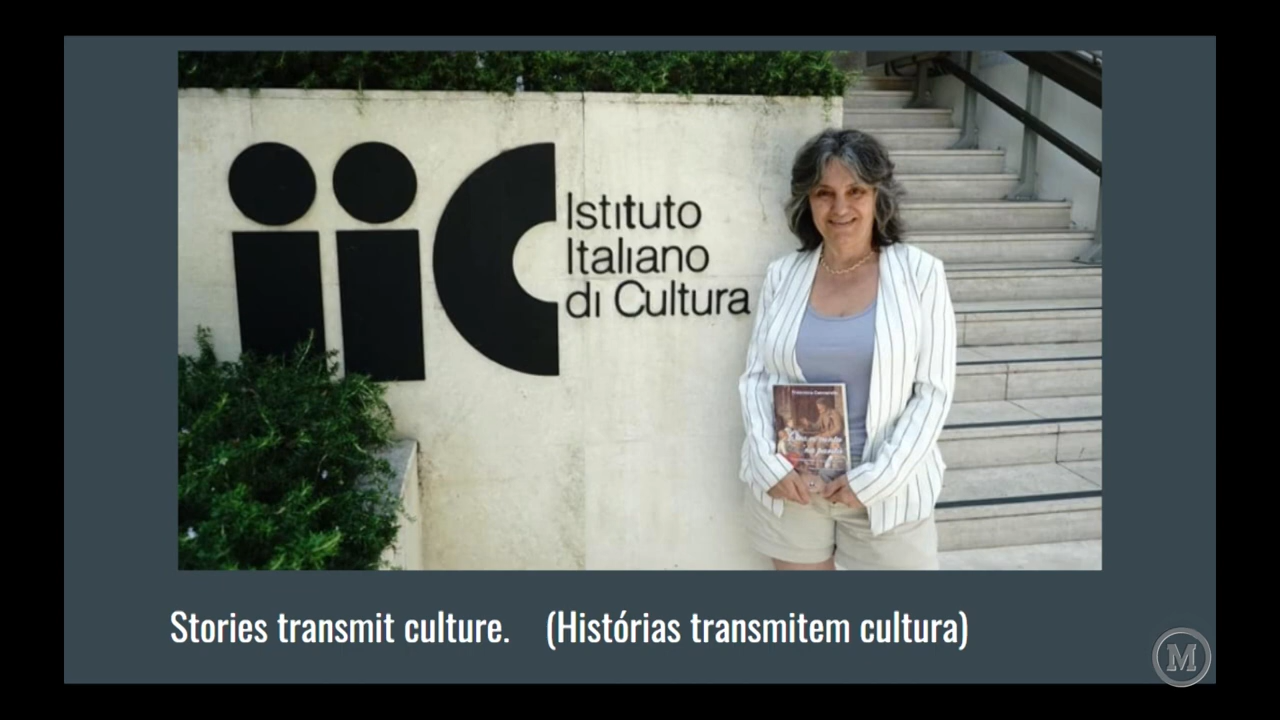 iic
Istituto
Italiano
di Cultura
Stories transmit culture. (Histórias transmitem cultura)
M